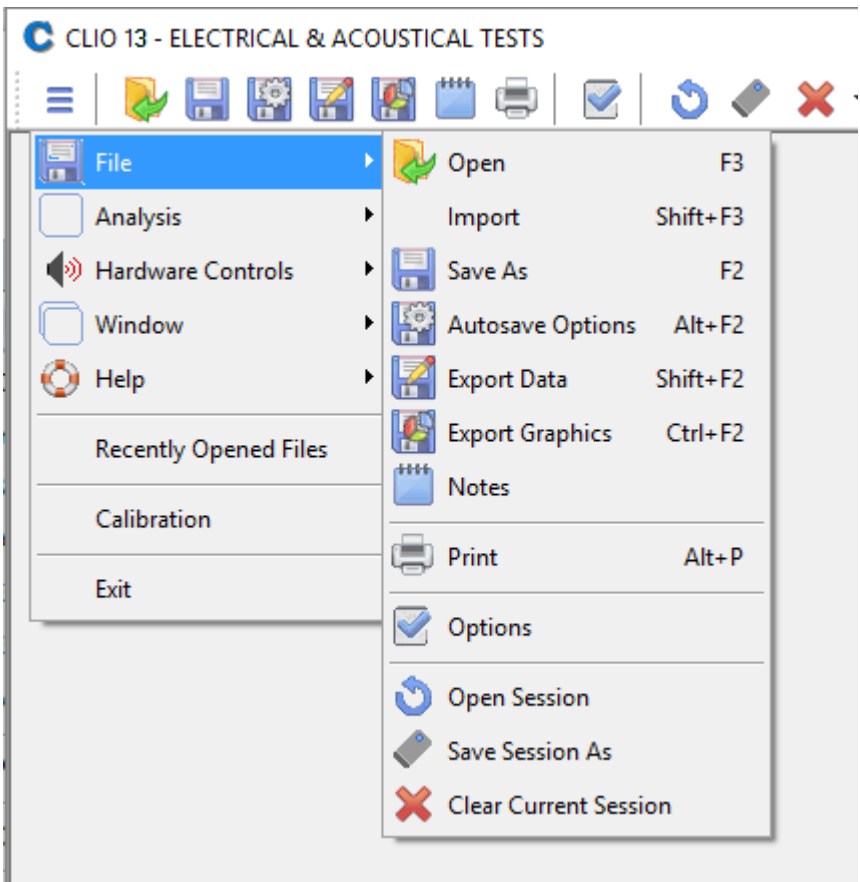 CLIO 13 - ELECTRICAL & ACOUSTICAL TESTS
File
Analysis
Hardware Controls
Window
Help
Recently Opened Files
Calibration
Exit
Open F3
Import Shift+F3
Save As F2
Autosave Options Alt+F2
Export Data Shift+F2
Export Graphics Ctrl+F2
Notes
Print Alt+P
Options
Open Session
Save Session As
Clear Current Session